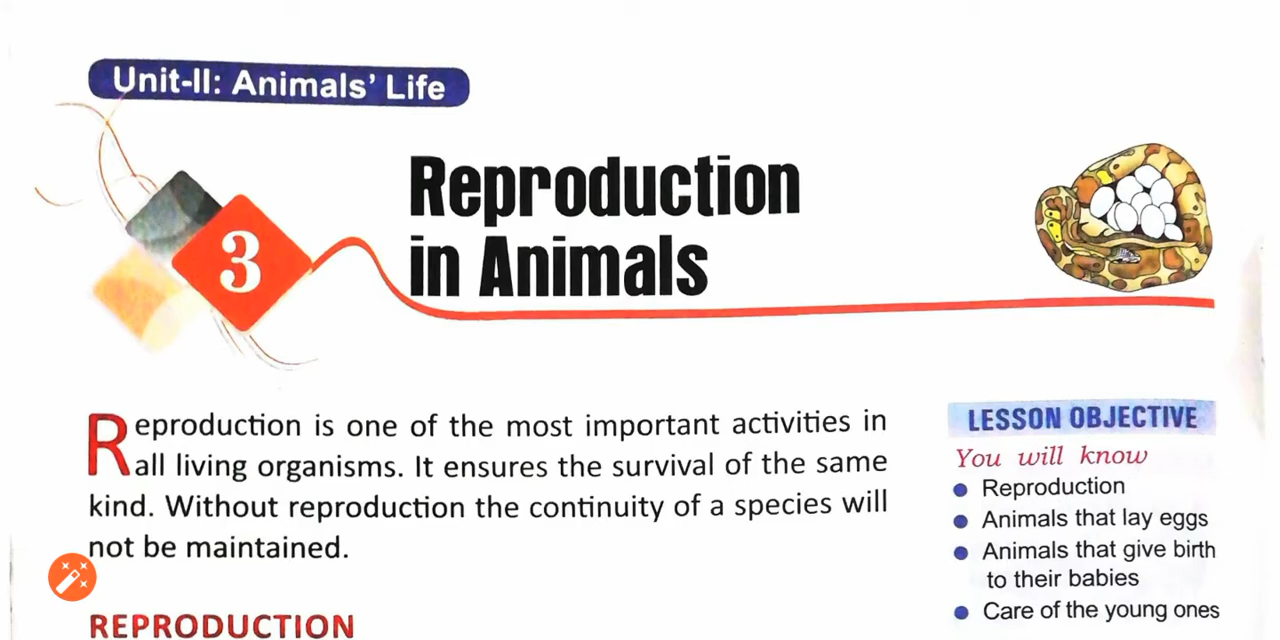 Unit-II: Animals' Life
3
Reproduction
in Animals
Reproduction is one of the most important activities in
all living organisms. It ensures the survival of the same
kind. Without reproduction the continuity of a species will
not be maintained.
REPRODUCTION
LESSON OBJECTIVE
You will know
● Reproduction
● Animals that lay eggs
● Animals that give birth
to their babies
● Care of the young ones